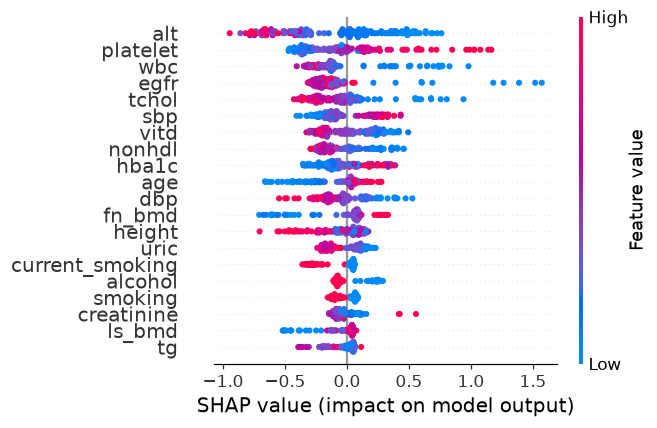 alt
platelet
wbc
egfr
tchol
sbp
vitd
nonhdl
hba1c
age
dbp
fn_bmd
height
uric
current_smoking
alcohol
smoking
creatinine
ls_bmd
tg
−1.0 −0.5 0.0 0.5 1.0 1.5
SHAP value (impact on model output)
High
Feature value
Low